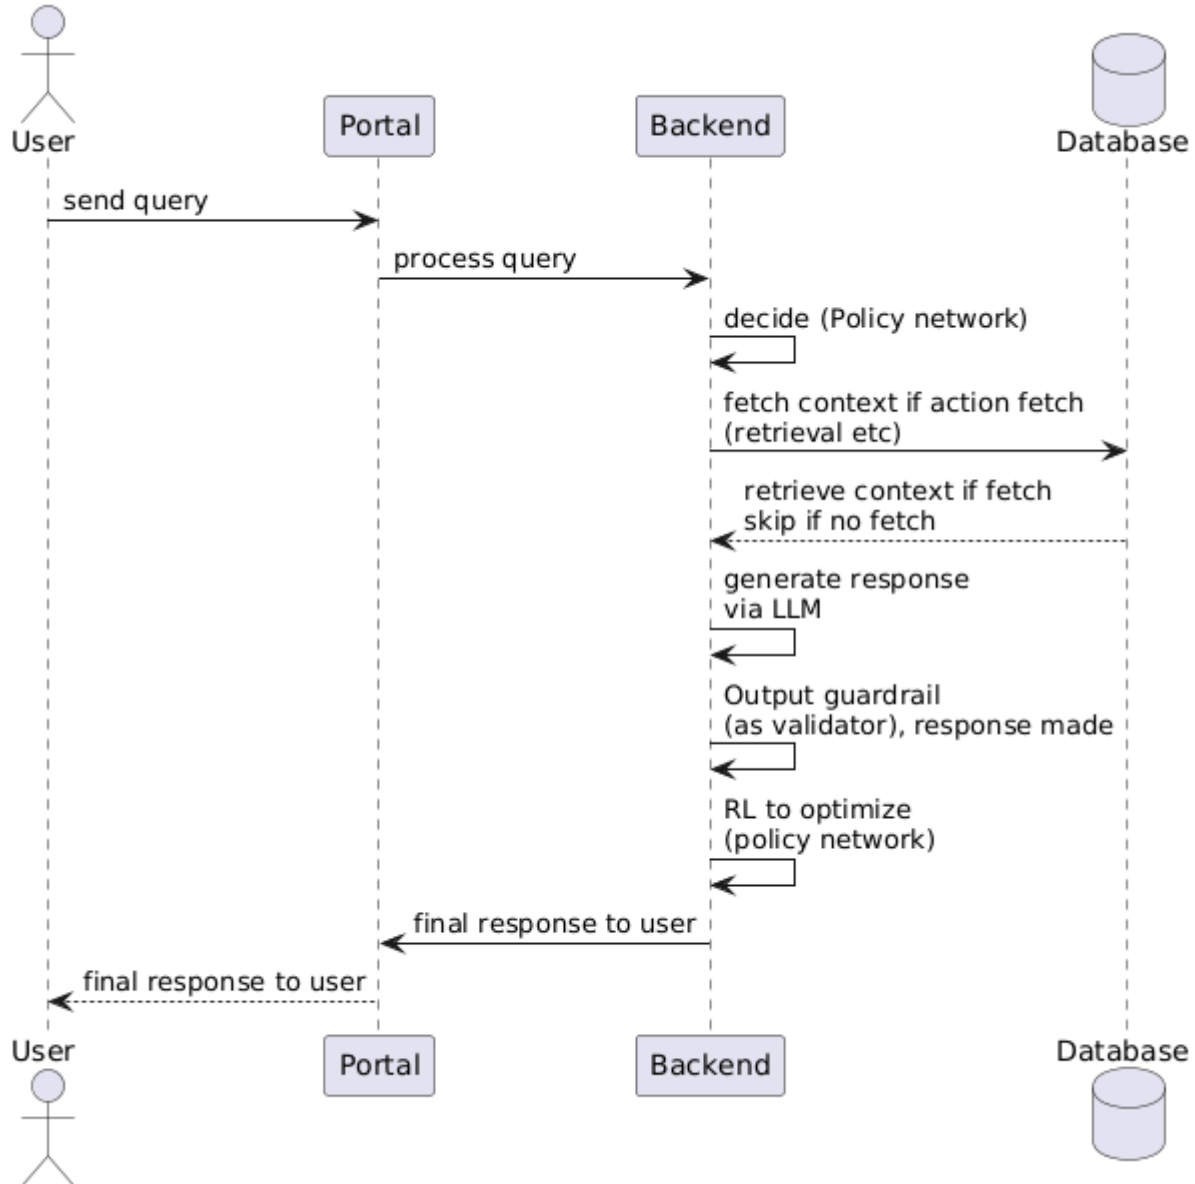 User
Portal
Backend
Database
send query
process query
decide (Policy network)
fetch context if action fetch
(retrieval etc)
retrieve context if fetch
skip if no fetch
generate response
via LLM
Output guardrail
(as validator), response made
RL to optimize
(policy network)
final response to user
final response to user
User
Portal
Backend
Database